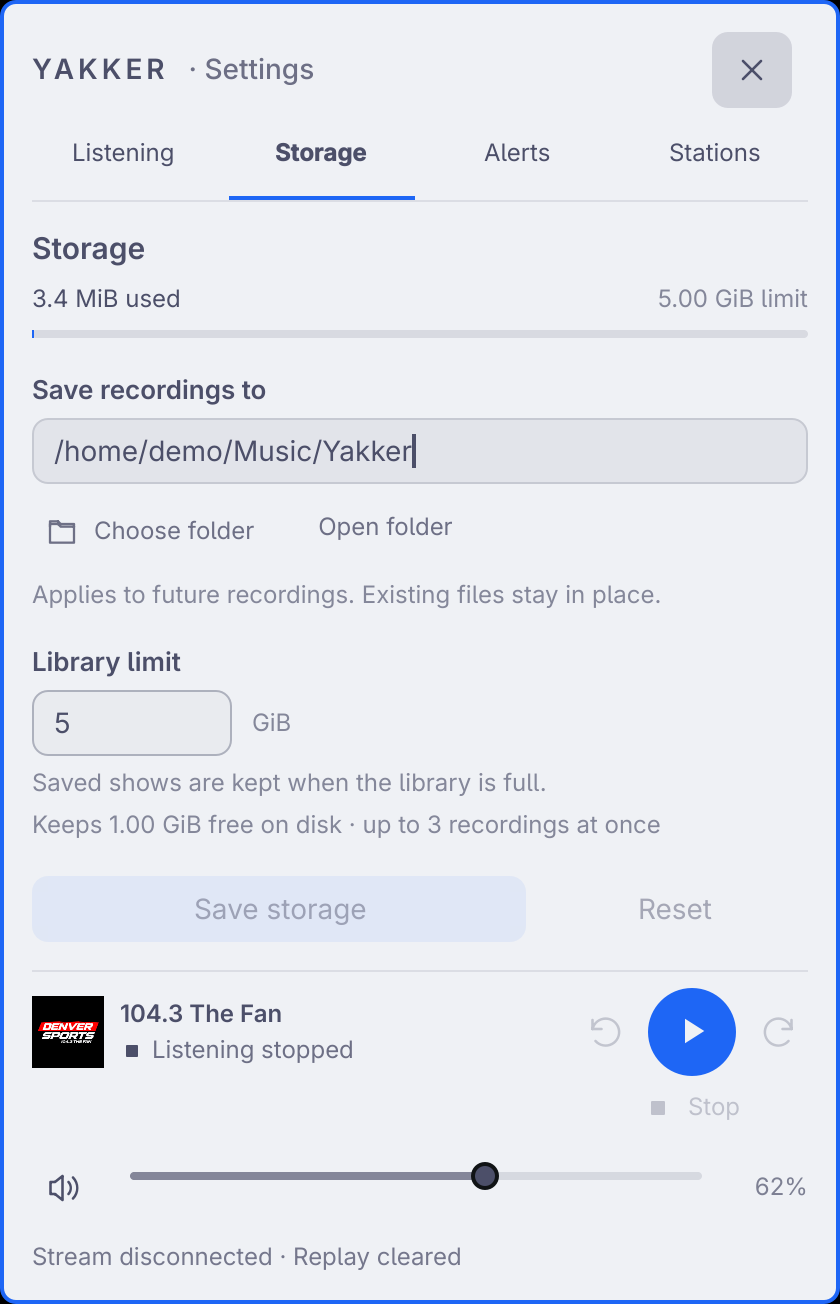 YAKKER · Settings
Listening Storage Alerts Stations
Storage
3.4 MiB used 5.00 GiB limit
Save recordings to
/home/demo/Music/Yakker
Choose folder Open folder
Applies to future recordings. Existing files stay in place.
Library limit
5 GiB
Saved shows are kept when the library is full.
Keeps 1.00 GiB free on disk · up to 3 recordings at once
Save storage Reset
DENVER
SPORTS
104.3 THE FAN
104.3 The Fan
Listening stopped
Stop
62%
Stream disconnected · Replay cleared